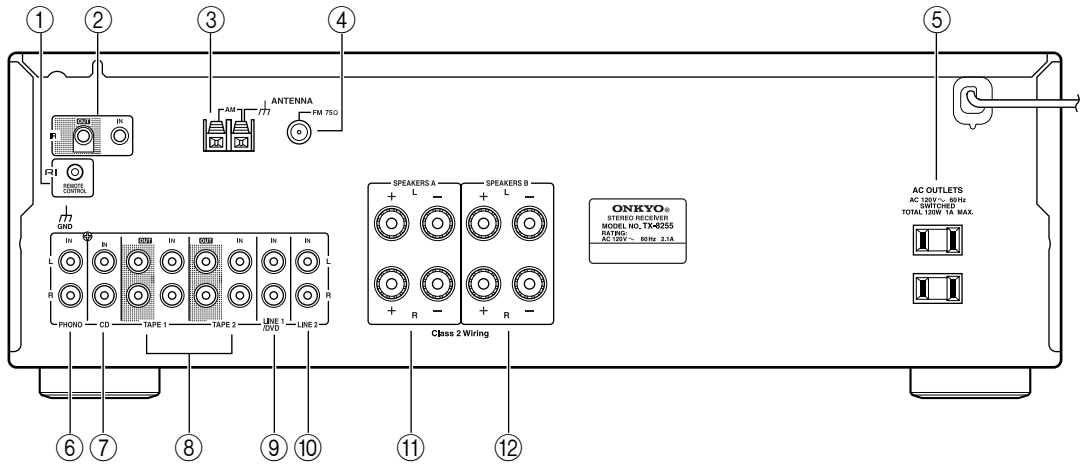 ① ② ③ ④ ⑤
ANTENNA
AM
FM 75Ω
OUT IN
IR
RI
REMOTE
CONTROL
GND
SPEAKERS A SPEAKERS B
+ L − + L −
+ R − + R −
Class 2 Wiring
ONKYO®
STEREO RECEIVER
MODEL NO. TX-8255
RATING:
AC 120V ~ 60Hz 2.1A
AC OUTLETS
AC 120V ~ 60Hz
SWITCHED
TOTAL 120W 1A MAX.
IN IN OUT IN OUT IN IN IN
L L
R R
PHONO CD TAPE 1 TAPE 2 LINE 1
/DVD LINE 2
⑥ ⑦ ⑧ ⑨ ⑩ ⑪ ⑫